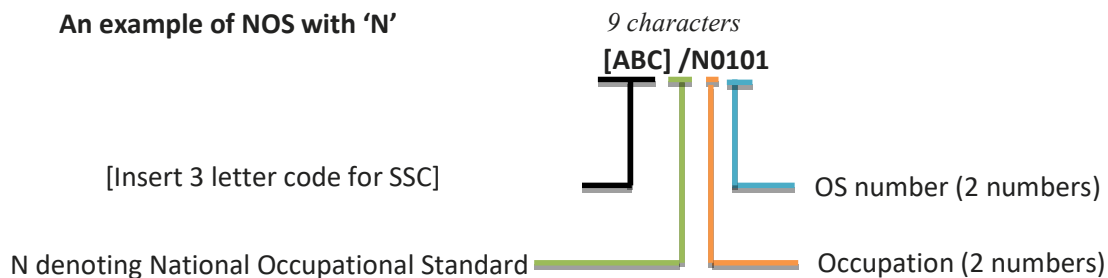 An example of NOS with ‘N’
9 characters
[ABC] /N0101
[Insert 3 letter code for SSC]
OS number (2 numbers)
N denoting National Occupational Standard
Occupation (2 numbers)